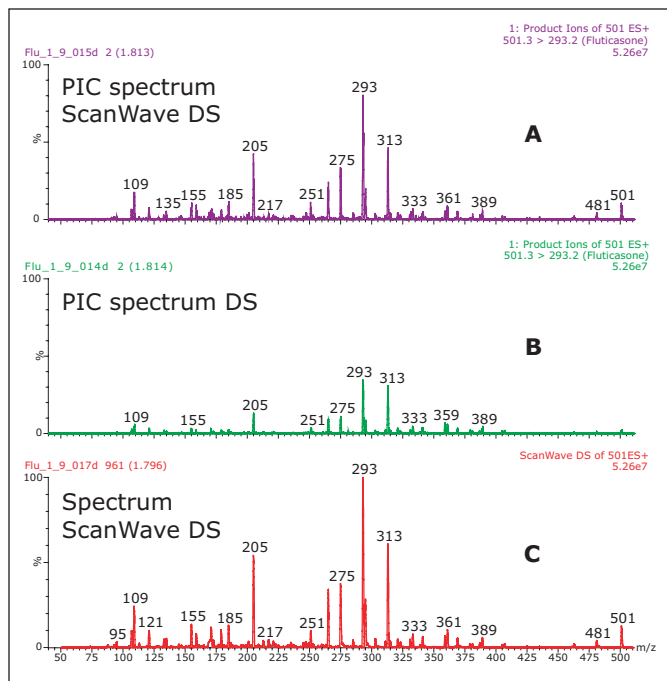 Flu_1_9_015d 2 (1.813)
1: Product Ions of 501 ES+
501.3 > 293.2 (Fluticasone)
5.26e7
100
%
0
PIC spectrum
ScanWave DS
A
109
135
155
185
205
217
251
275
293
313
333
361
389
481
501
Flu_1_9_014d 2 (1.814)
1: Product Ions of 501 ES+
501.3 > 293.2 (Fluticasone)
5.26e7
100
%
0
PIC spectrum DS
B
109
155
205
251
275
293
313
333
359
389
Flu_1_9_017d 961 (1.796)
ScanWave DS of 501ES+
5.26e7
100
%
0
Spectrum
ScanWave DS
C
95
109
121
155
185
205
217
251
275
293
313
333
361
389
481
501
m/z
50 75 100 125 150 175 200 225 250 275 300 325 350 375 400 425 450 475 500